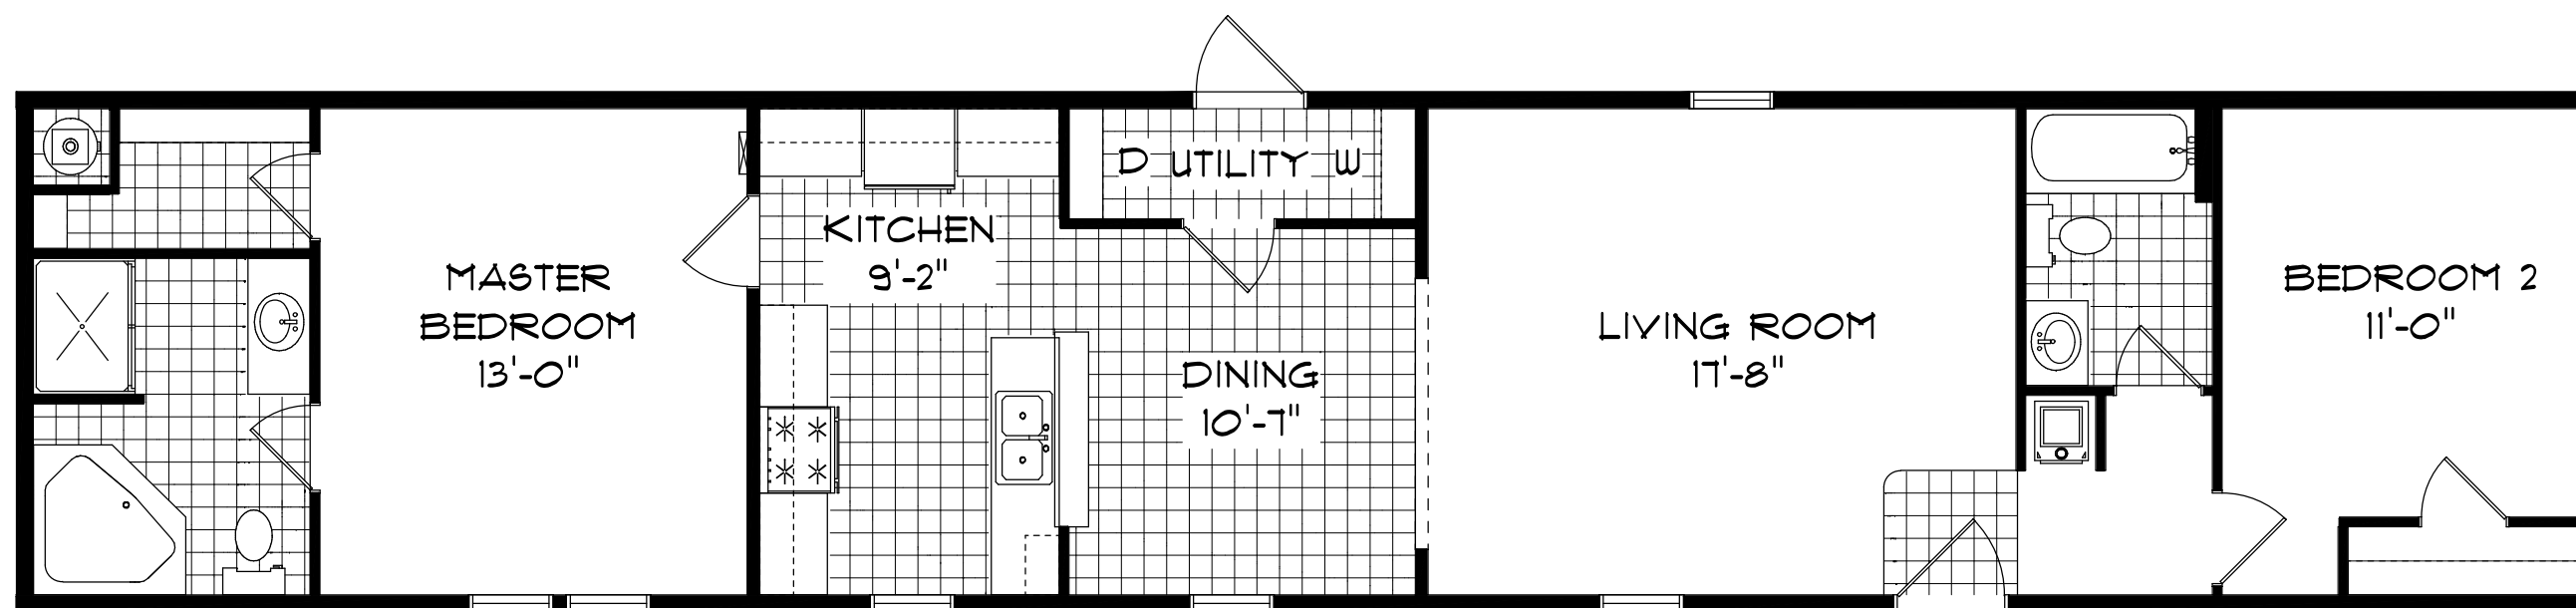 MASTER
BEDROOM
13'-0"
KITCHEN
9'-2"
D UTILITY W
DINING
10'-7"
LIVING ROOM
17'-8"
BEDROOM 2
11'-0"